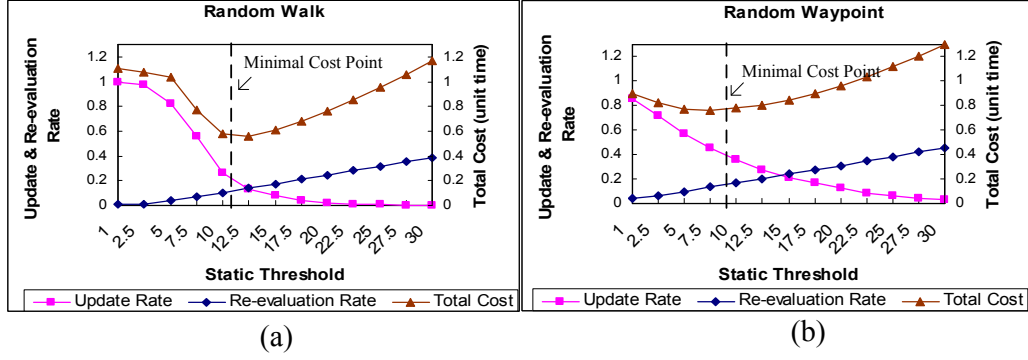 Random Walk
Update & Re-evaluation
Rate
1.2
1
0.8
0.6
0.4
0.2
0
Minimal Cost Point
1.2
1
0.8
0.6
0.4
0.2
0
Total Cost (unit time)
1
2.5
5
7.5
10
12.5
15
17.5
20
22.5
25
27.5
30
Static Threshold
Update Rate
Re-evaluation Rate
Total Cost
(a)
Random Waypoint
Update & Re-evaluation
Rate
1.2
1
0.8
0.6
0.4
0.2
0
Minimal Cost Point
1.2
1
0.8
0.6
0.4
0.2
0
Total Cost (unit time)
1
2.5
5
7.5
10
12.5
15
17.5
20
22.5
25
27.5
30
Static Threshold
Update Rate
Re-evaluation Rate
Total Cost
(b)